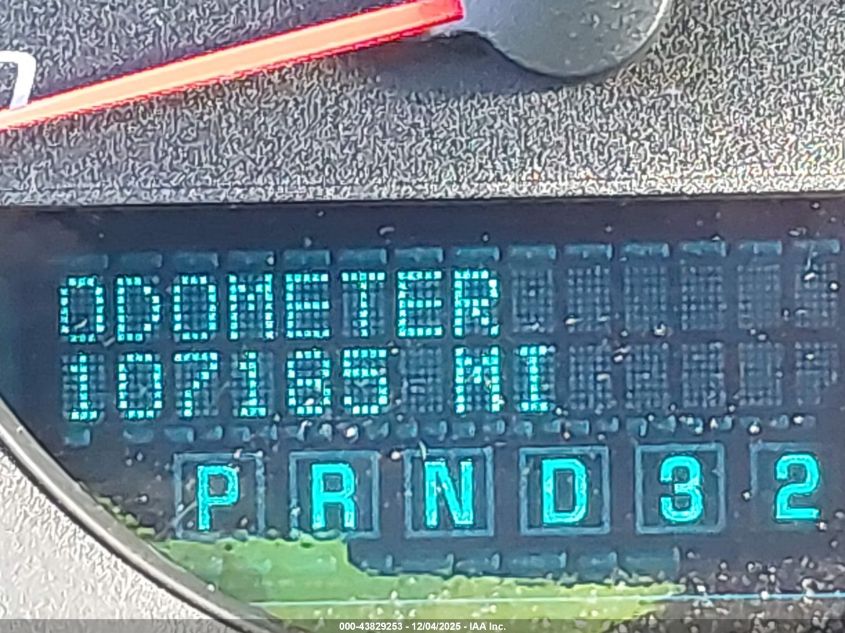 ODOMETER
107185 MI
P R N D 3 2
000-43829253 - 12/04/2025 - IAA Inc.